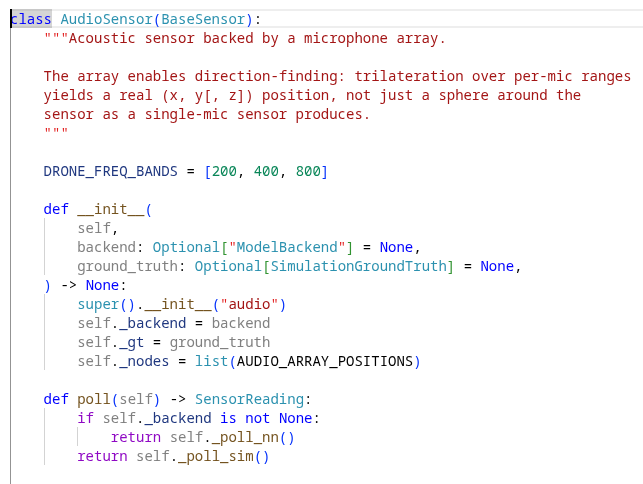 class AudioSensor(BaseSensor):
    """Acoustic sensor backed by a microphone array.

    The array enables direction-finding: trilateration over per-mic ranges
    yields a real (x, y[, z]) position, not just a sphere around the
    sensor as a single-mic sensor produces.
    """

    DRONE_FREQ_BANDS = [200, 400, 800]

    def __init__(
        self,
        backend: Optional["ModelBackend"] = None,
        ground_truth: Optional[SimulationGroundTruth] = None,
    ) -> None:
        super().__init__("audio")
        self._backend = backend
        self._gt = ground_truth
        self._nodes = list(AUDIO_ARRAY_POSITIONS)

    def poll(self) -> SensorReading:
        if self._backend is not None:
            return self._poll_nn()
        return self._poll_sim()